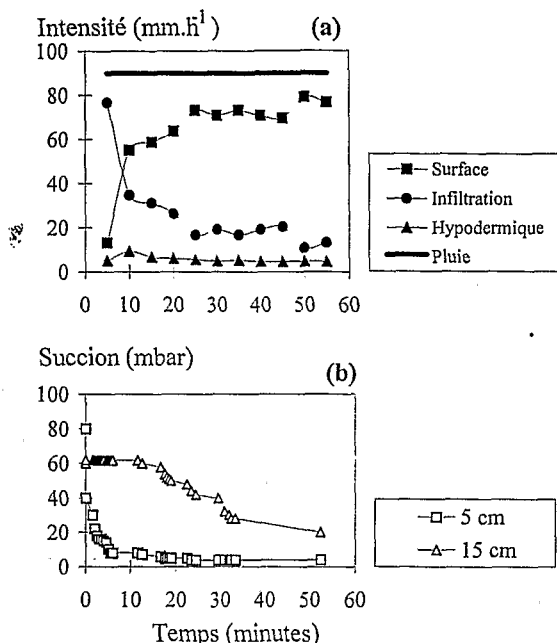 Intensité (mm.h¹)
(a)
100
80
60
40
20
0
0 10 20 30 40 50 60
Surface
Infiltration
Hypodermique
Pluie
Succion (mbar)
(b)
100
80
60
40
20
0
0 10 20 30 40 50 60
Temps (minutes)
5 cm
15 cm